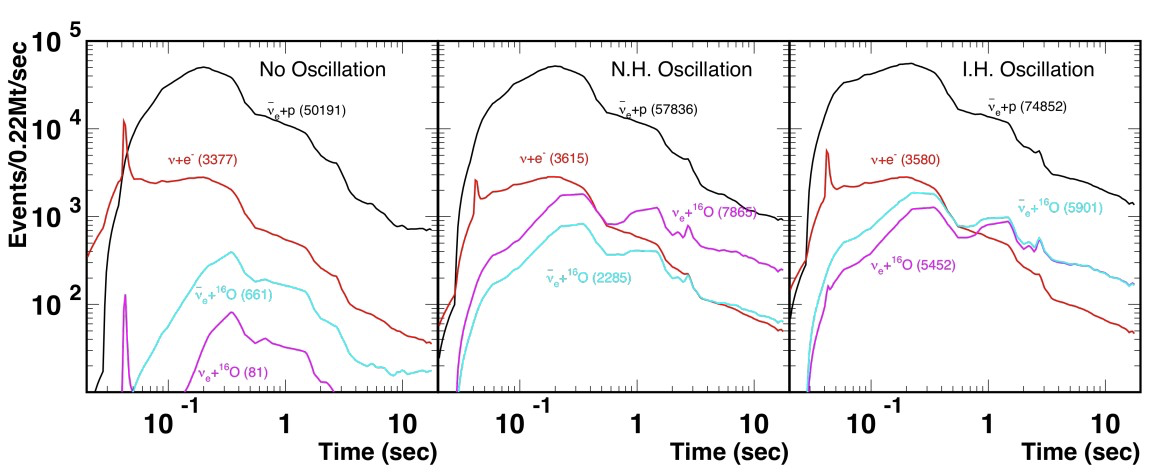 Events/0.22Mt/sec
10 5
10 4
10 3
10 2
No Oscillation
ν̄e+p (50191)
ν+e- (3377)
ν̄e+16O (661)
νe+16O (81)
10 -1
1
10
Time (sec)
N.H. Oscillation
ν̄e+p (57836)
ν+e- (3615)
νe+16O (7865)
ν̄e+16O (2285)
10 -1
1
10
Time (sec)
I.H. Oscillation
ν̄e+p (74852)
ν+e- (3580)
ν̄e+16O (5901)
νe+16O (5452)
10 -1
1
10
Time (sec)